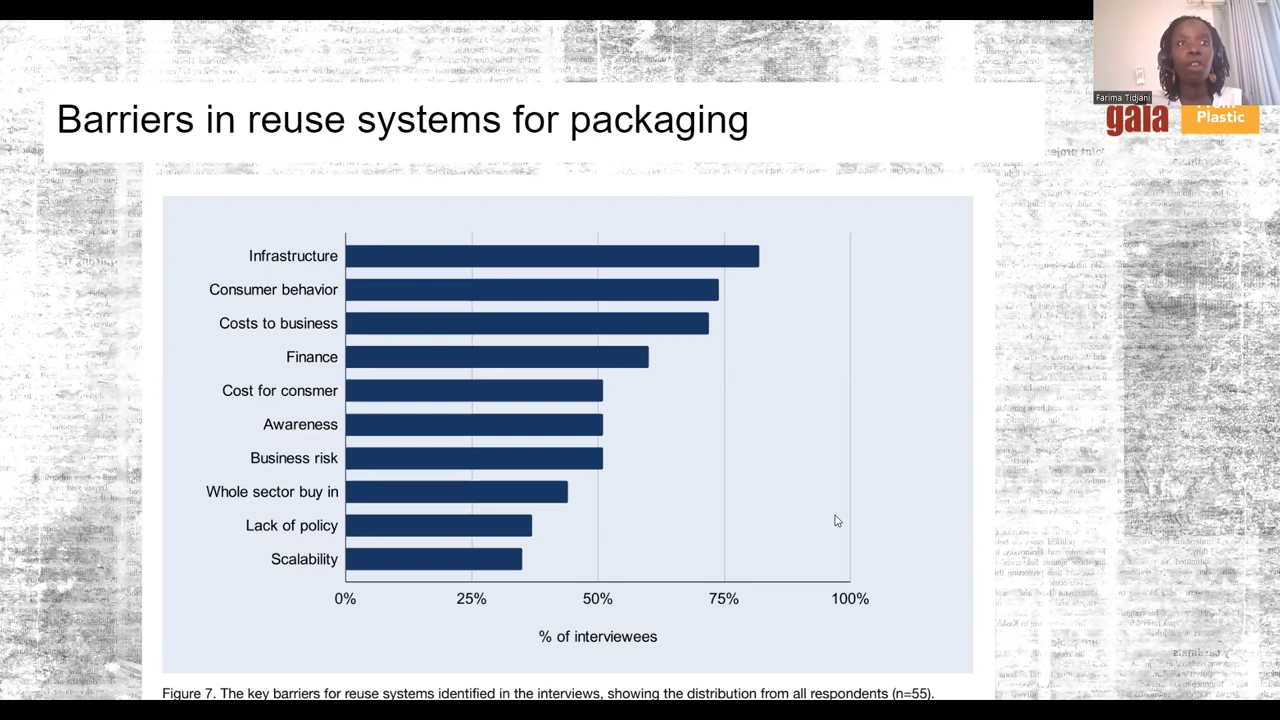 Barriers in reuse systems for packaging
Farima Tidjani
gaia
Plastic
Infrastructure
Consumer behavior
Costs to business
Finance
Cost for consmer
Awareness
Business risk
Whole sector buy in
Lack of policy
Scalability
0% 25% 50% 75% 100%
% of interviewees
Figure 7. The key barriers for reuse systems identified in the interviews, showing the distribution from all respondents (n=55).